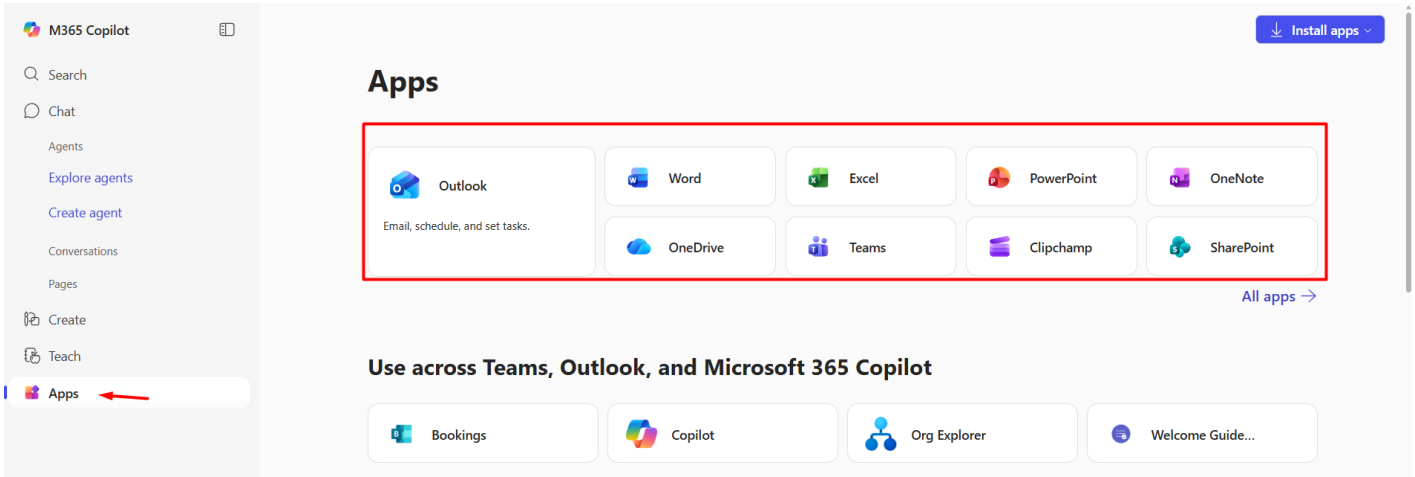 M365 Copilot
Search
Chat
Agents
Explore agents
Create agent
Conversations
Pages
Create
Teach
Apps
Install apps
Apps
Outlook
Email, schedule, and set tasks.
Word
Excel
PowerPoint
OneNote
OneDrive
Teams
Clipchamp
SharePoint
All apps
Use across Teams, Outlook, and Microsoft 365 Copilot
Bookings
Copilot
Org Explorer
Welcome Guide...